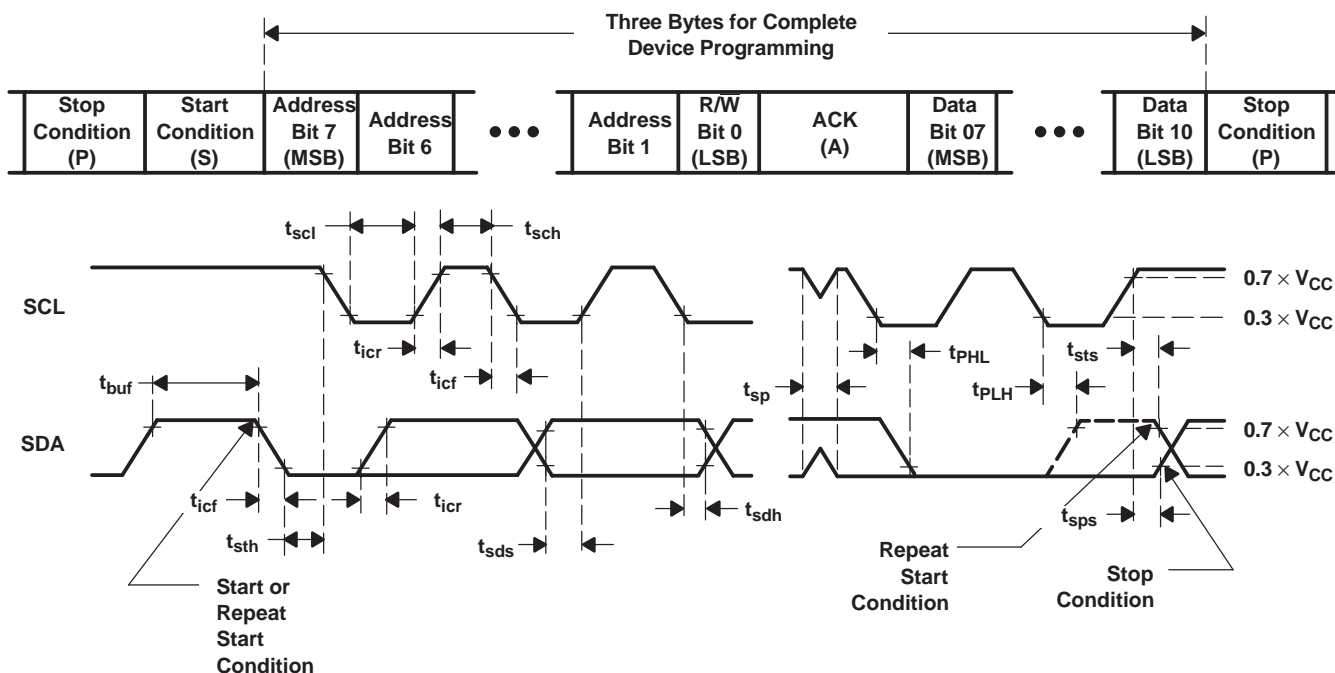 Three Bytes for Complete
Device Programming
Stop
Condition
(P)
Start
Condition
(S)
Address
Bit 7
(MSB)
Address
Bit 6
•••
Address
Bit 1
R/W̅
Bit 0
(LSB)
ACK
(A)
Data
Bit 07
(MSB)
•••
Data
Bit 10
(LSB)
Stop
Condition
(P)
tscl
tsch
0.7 × VCC
SCL
0.3 × VCC
ticr
tPHL
tsts
ticf
tbuf
tsp
tPLH
SDA
0.7 × VCC
0.3 × VCC
ticf
ticr
tsdh
tsth
tsds
tsps
Start or
Repeat
Start
Condition
Repeat
Start
Condition
Stop
Condition